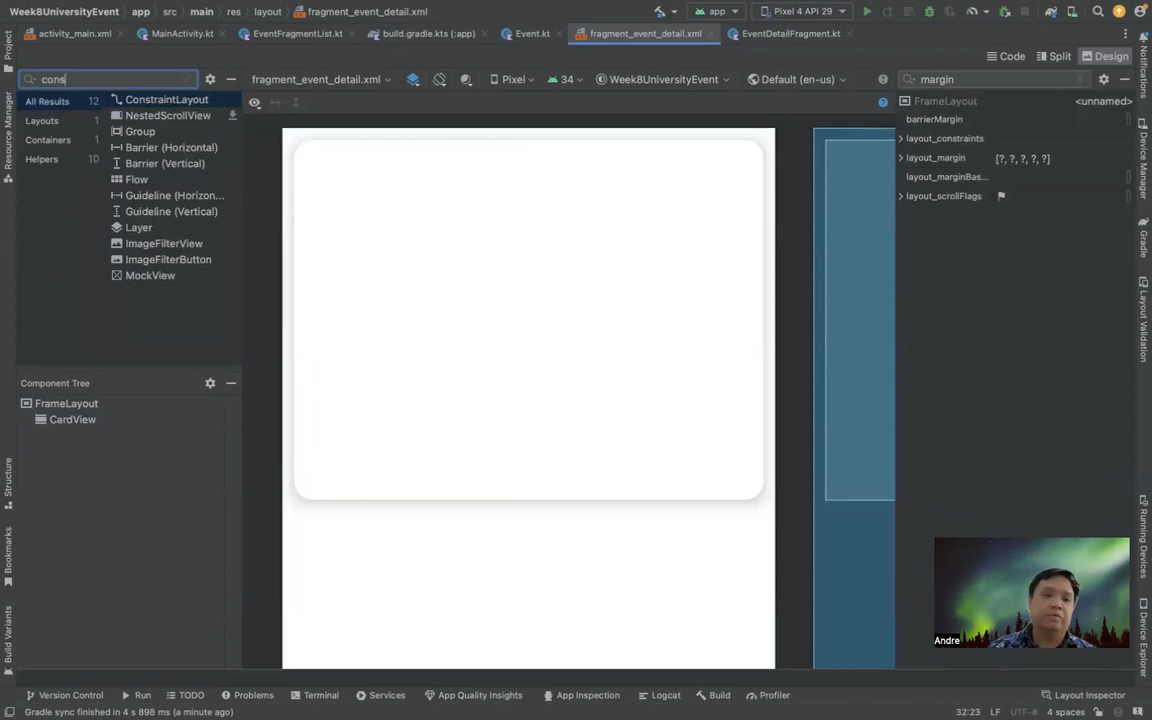 Week8UniversityEvent app src main res layout fragment_event_detail.xml
app Pixel 4 API 29
activity_main.xml MainActivity.kt EventFragmentList.kt build.gradle.kts (:app) Event.kt fragment_event_detail.xml EventDetailFragment.kt
Code Split Design
cons
fragment_event_detail.xml Pixel 34 Week8UniversityEvent Default (en-us)
margin
All Results 12
Layouts 1
Containers 1
Helpers 10
ConstraintLayout
NestedScrollView
Group
Barrier (Horizontal)
Barrier (Vertical)
Flow
Guideline (Horizon...
Guideline (Vertical)
Layer
ImageFilterView
ImageFilterButton
MockView
FrameLayout <unnamed>
barrierMargin
layout_constraints
layout_margin [?, ?, ?, ?, ?]
layout_marginBas...
layout_scrollFlags
Component Tree
FrameLayout
CardView
Project
Resource Manager
Structure
Bookmarks
Build Variants
Notifications
Device Manager
Gradle
Layout Validation
Running Devices
Device Explorer
Andre
Version Control Run TODO Problems Terminal Services App Quality Insights App Inspection Logcat Build Profiler Layout Inspector
Gradle sync finished in 4 s 898 ms (a minute ago) 32:23 LF UTF-8 4 spaces